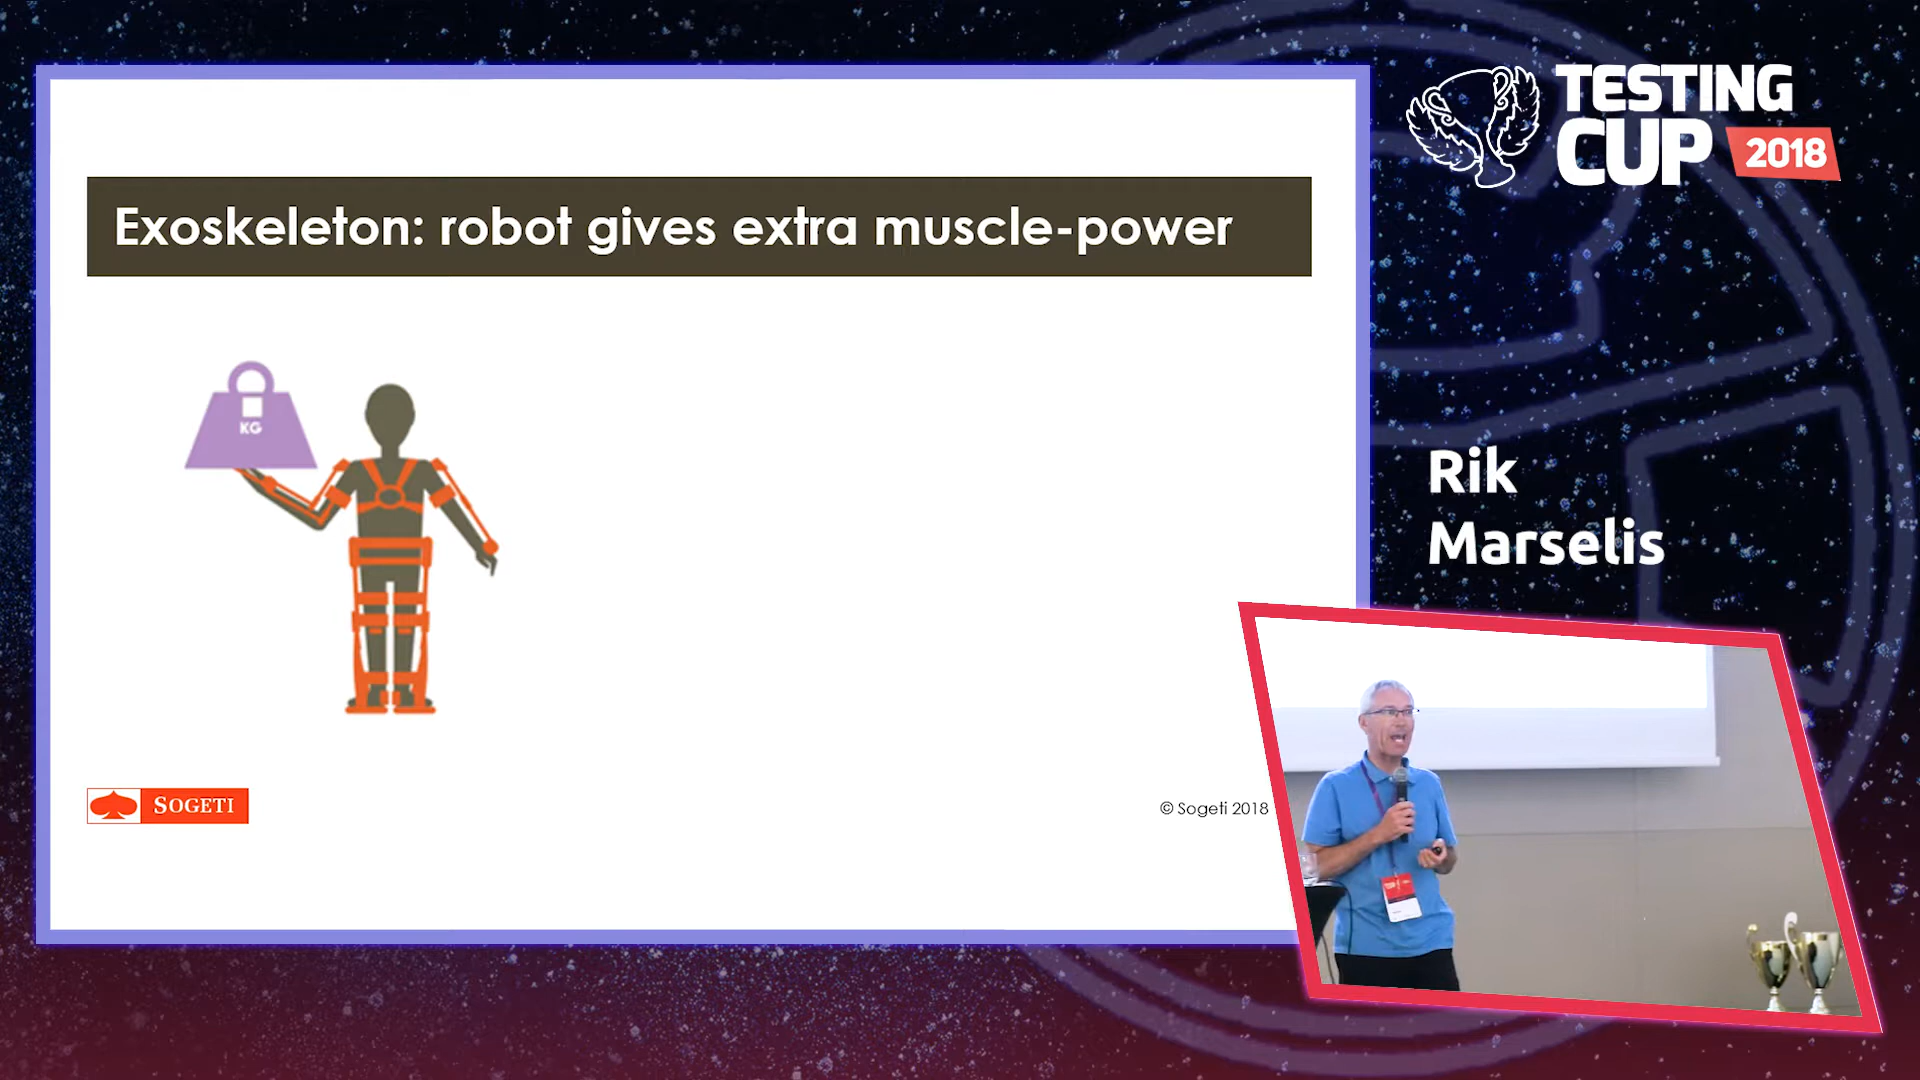 TESTING
CUP 2018
Exoskeleton: robot gives extra muscle-power
KG
Rik
Marselis
SOGETI
© Sogeti 2018